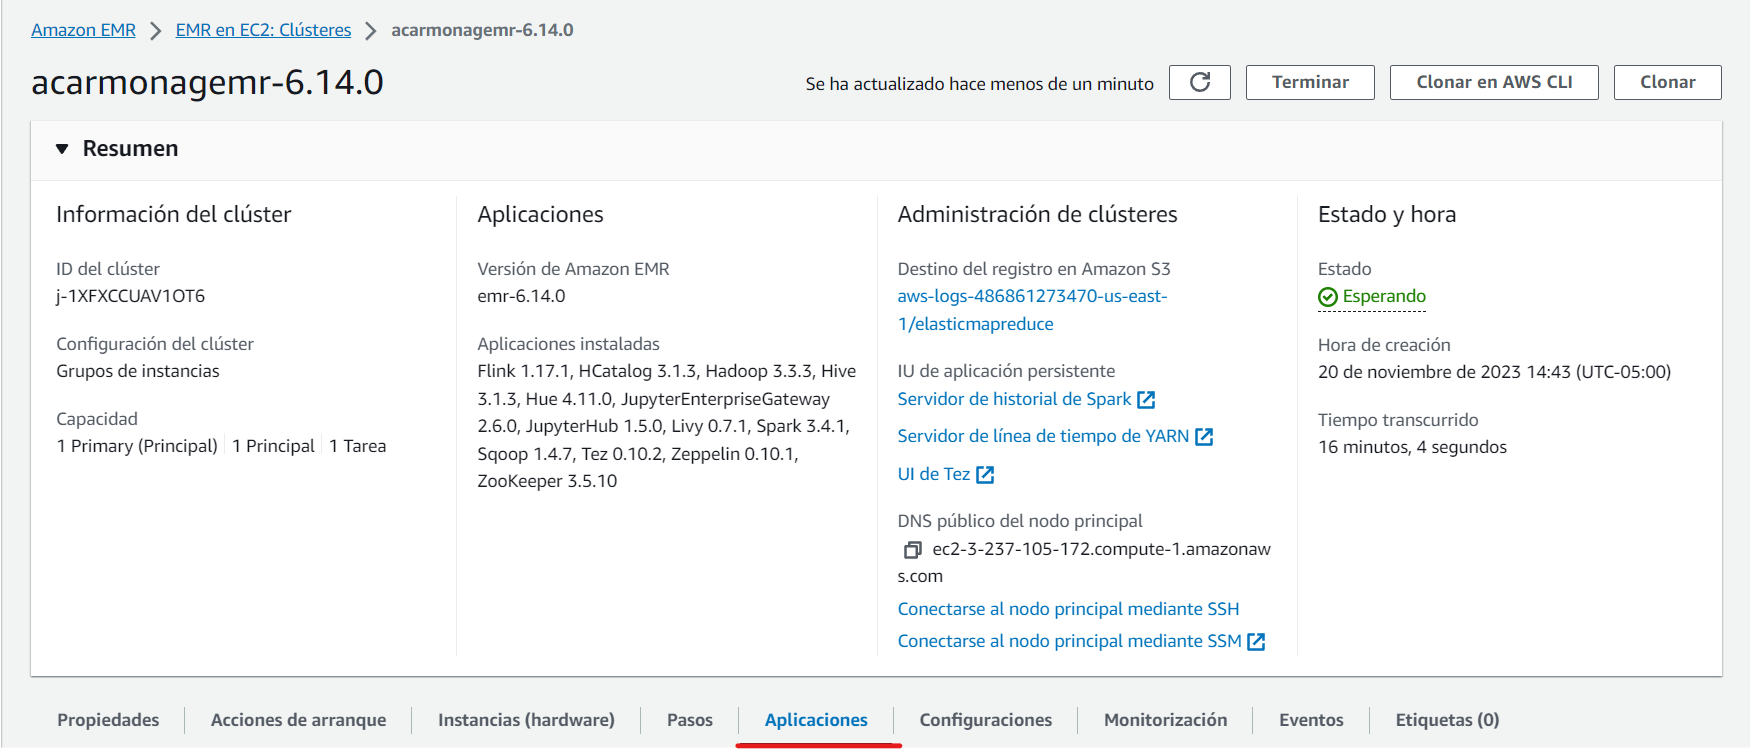 Amazon EMR > EMR en EC2: Clústeres > acarmonagemr-6.14.0
acarmonagemr-6.14.0
Se ha actualizado hace menos de un minuto
Terminar
Clonar en AWS CLI
Clonar
Resumen
Información del clúster
ID del clúster
j-1XFXCCUAV1OT6
Configuración del clúster
Grupos de instancias
Capacidad
1 Primary (Principal) | 1 Principal | 1 Tarea
Aplicaciones
Versión de Amazon EMR
emr-6.14.0
Aplicaciones instaladas
Flink 1.17.1, HCatalog 3.1.3, Hadoop 3.3.3, Hive
3.1.3, Hue 4.11.0, JupyterEnterpriseGateway
2.6.0, JupyterHub 1.5.0, Livy 0.7.1, Spark 3.4.1,
Sqoop 1.4.7, Tez 0.10.2, Zeppelin 0.10.1,
ZooKeeper 3.5.10
Administración de clústeres
Destino del registro en Amazon S3
aws-logs-486861273470-us-east-
1/elasticmapreduce
IU de aplicación persistente
Servidor de historial de Spark
Servidor de línea de tiempo de YARN
UI de Tez
DNS público del nodo principal
ec2-3-237-105-172.compute-1.amazonaw
s.com
Conectarse al nodo principal mediante SSH
Conectarse al nodo principal mediante SSM
Estado y hora
Estado
Esperando
Hora de creación
20 de noviembre de 2023 14:43 (UTC-05:00)
Tiempo transcurrido
16 minutos, 4 segundos
Propiedades | Acciones de arranque | Instancias (hardware) | Pasos | Aplicaciones | Configuraciones | Monitorización | Eventos | Etiquetas (0)